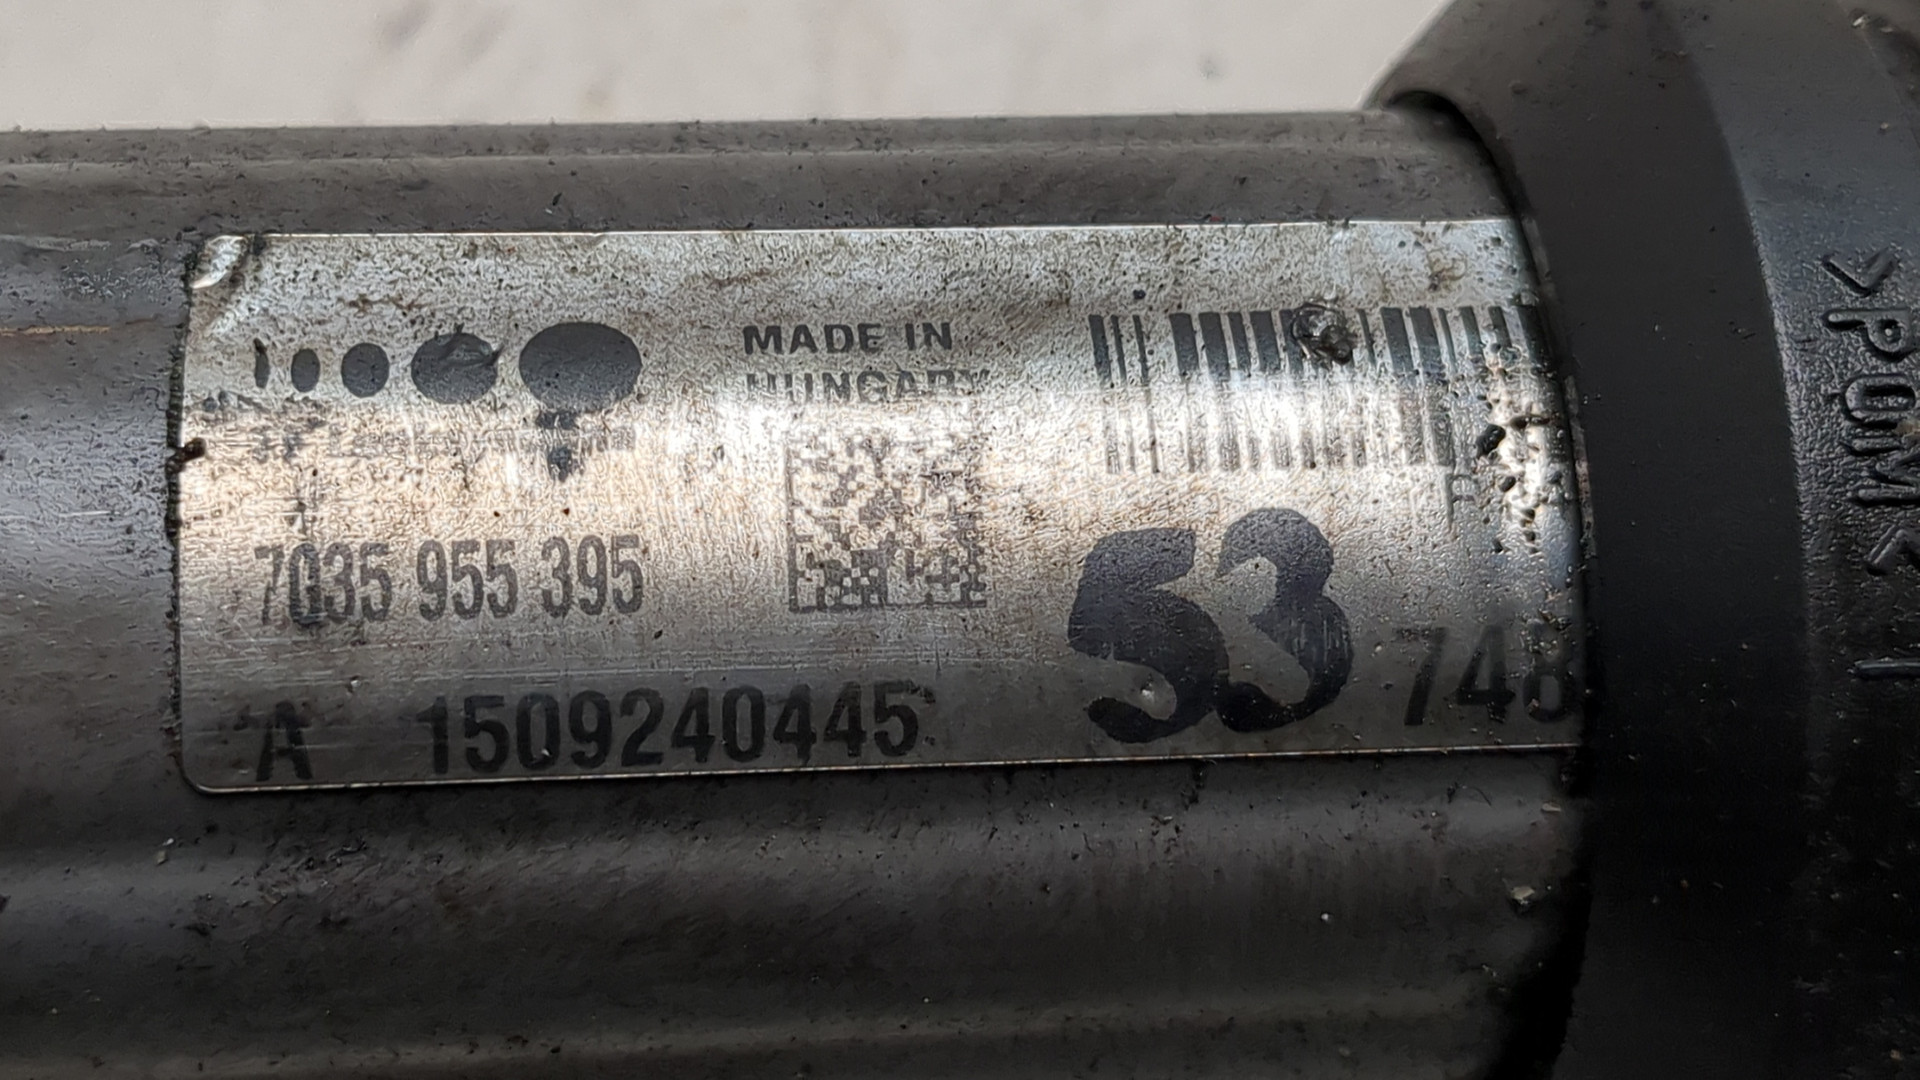 MADE IN
HUNGARY
7035 955 395
53
748
A 1509240445
>POM<